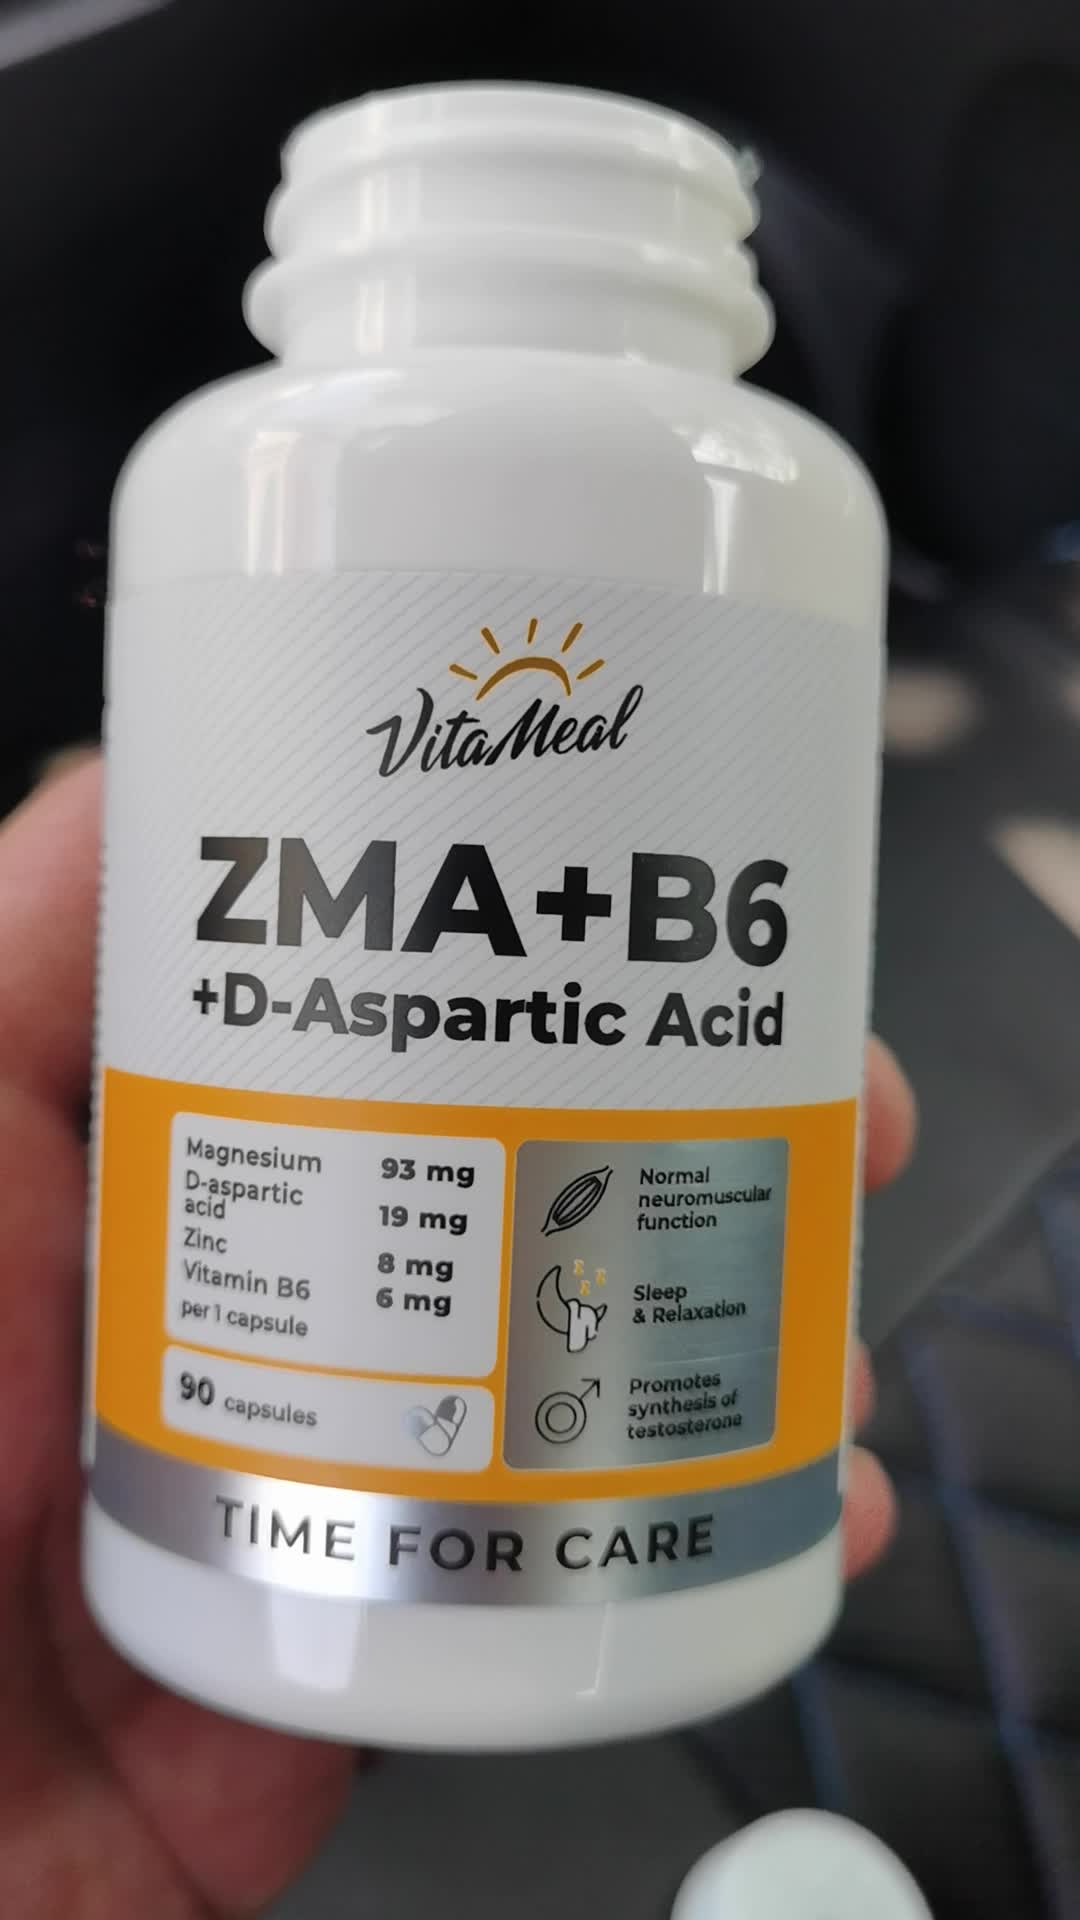 VitaMeal
ZMA+B6
+D-Aspartic Acid
Magnesium 93 mg
D-aspartic
acid 19 mg
Zinc 8 mg
Vitamin B6 6 mg
per 1 capsule
90 capsules
Normal
neuromuscular
function
z z z
Sleep
& Relaxation
Promotes
synthesis of
testosterone
TIME FOR CARE